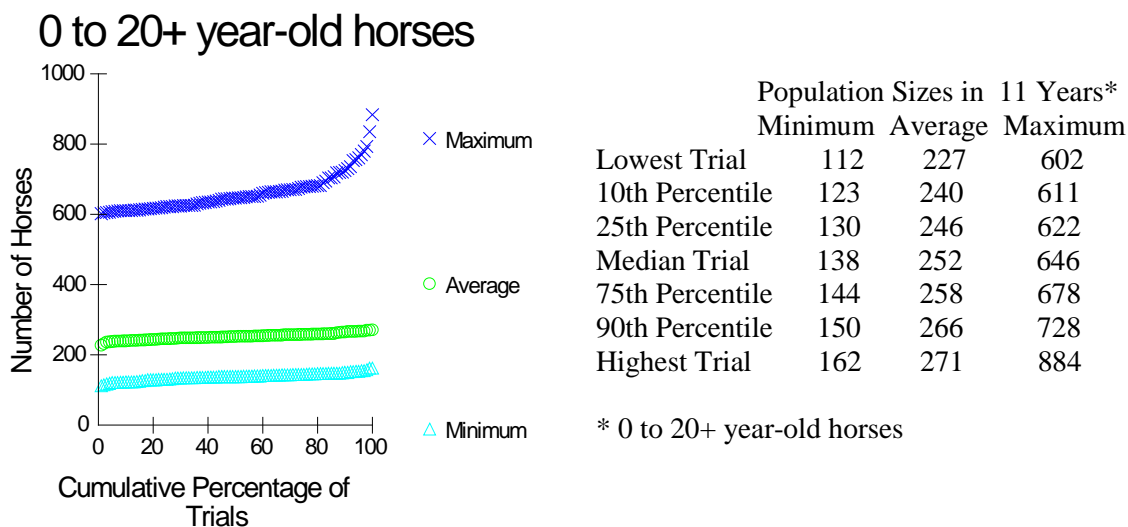 0 to 20+ year-old horses
1000
800
600
400
200
0
Number of Horses
0 20 40 60 80 100
Cumulative Percentage of
Trials
Maximum
Average
Minimum
Population Sizes in 11 Years*
Minimum Average Maximum
Lowest Trial 112 227 602
10th Percentile 123 240 611
25th Percentile 130 246 622
Median Trial 138 252 646
75th Percentile 144 258 678
90th Percentile 150 266 728
Highest Trial 162 271 884
* 0 to 20+ year-old horses